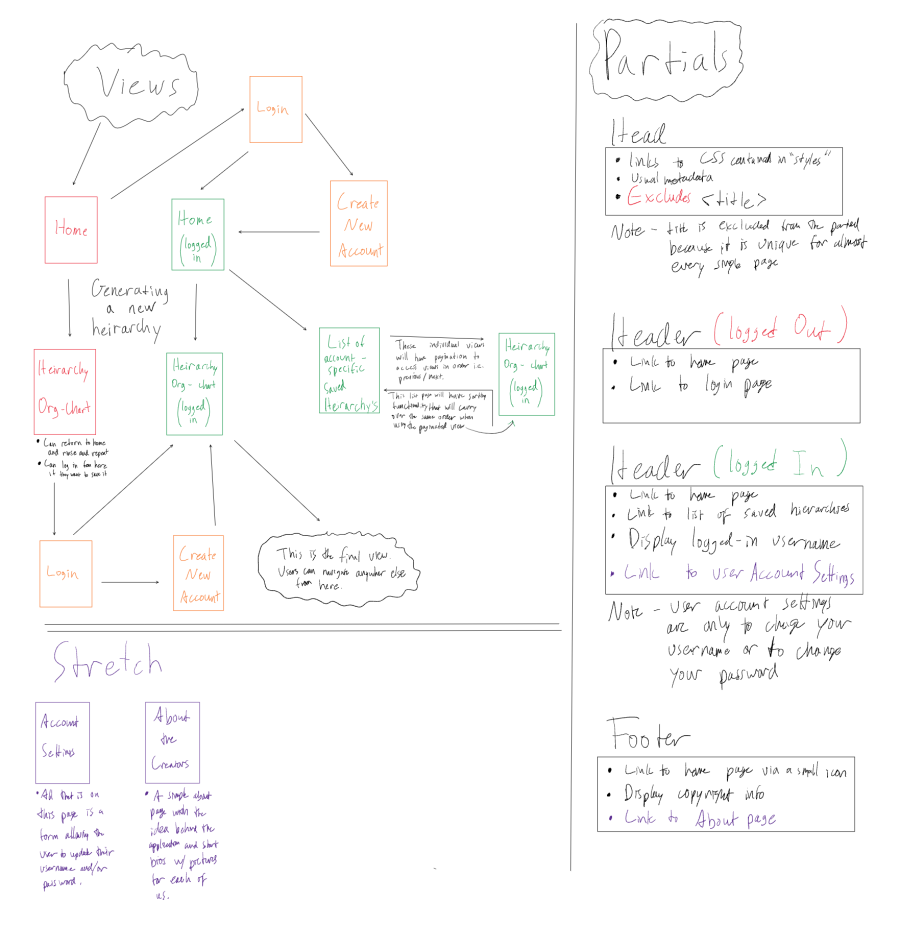 Views
Login
Home
Home
(logged
in)
Create
New
Account
Generating
a new
heirarchy
Heirarchy
Org-Chart
• Can return to home
and rinse and repeat
• Can log in from here
if they want to save it
Heirarchy
Org-chart
(logged
in)
List of
account-
specific
saved
Heirarchy's
These individual views
will have pagination to
access views in order i.e.
previous/next.
This list page will have sorting
functionality that will carry
over the same order when
using the paginated view
Heirarchy
Org-chart
(logged
in)
Login
Create
New
Account
This is the final view.
Users can navigate anywhere else
from here.
Stretch
Account
Settings
• All that is on
this page is a
form allowing the
user to update their
username and/or
password.
About
the
Creators
• A simple about
page with the
idea behind the
application and short
bios w/ pictures
for each of
us.
Partials
Head
• Links to CSS contained in "styles"
• Usual metadata
• Excludes <title>
Note - title is excluded from the partial
because it is unique for almost
every single page
Header (logged Out)
• Link to home page
• Link to login page
Header (logged In)
• Link to home page
• Link to list of saved hierarchies
• Display logged-in username
• Link to user Account Settings
Note - user account settings
are only to change your
username or to change
your password
Footer
• Link to home page via a small icon
• Display copyright info
• Link to About page